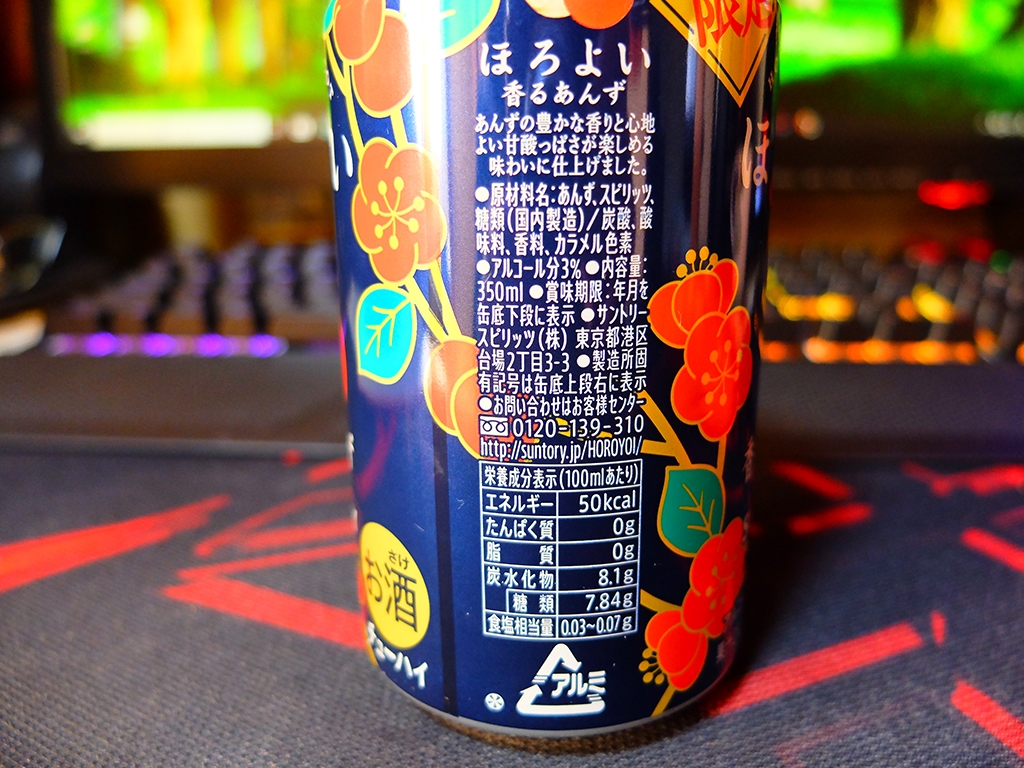 限定
ほろよい
香るあんず
あんずの豊かな香りと心地
よい甘酸っぱさが楽しめる
味わいに仕上げました。
●原材料名:あんず、スピリッツ、
糖類(国内製造)/炭酸、酸
味料、香料、カラメル色素
●アルコール分3% ●内容量:
350ml ●賞味期限:年月を
缶底下段に表示 ●サントリー
スピリッツ(株) 東京都港区
台場2丁目3-3 ●製造所固
有記号は缶底上段右に表示
●お問い合わせはお客様センター
0120-139-310
http://suntory.jp/HOROYOI/
栄養成分表示(100mlあたり)
エネルギー 50kcal
たんぱく質 0g
脂質 0g
炭水化物 8.1g
糖類 7.84g
食塩相当量 0.03~0.07g
アルミ
い
さけ
お酒
チューハイ
ほ